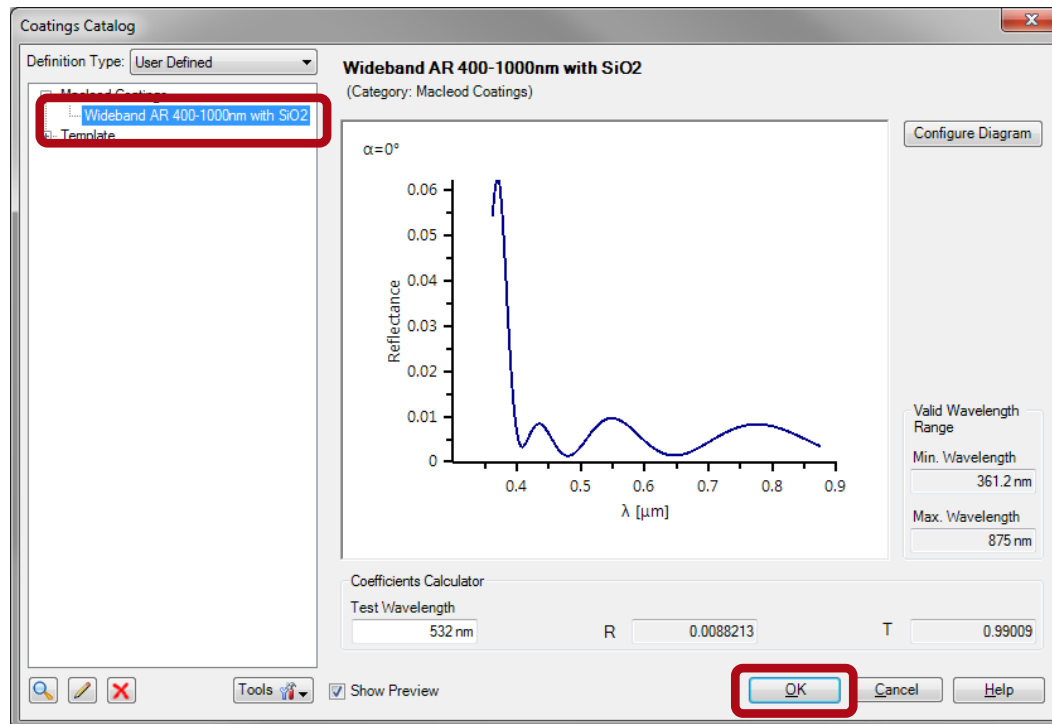 Coatings Catalog
Definition Type: User Defined
Macleod Coatings
Wideband AR 400-1000nm with SiO2
Template
Wideband AR 400-1000nm with SiO2
(Category: Macleod Coatings)
Configure Diagram
α=0°
0.06
0.05
0.04
0.03
0.02
0.01
0
Reflectance
0.4 0.5 0.6 0.7 0.8 0.9
λ [µm]
Valid Wavelength
Range
Min. Wavelength
361.2 nm
Max. Wavelength
875 nm
Coefficients Calculator
Test Wavelength
532 nm R 0.0088213 T 0.99009
Tools Show Preview OK Cancel Help